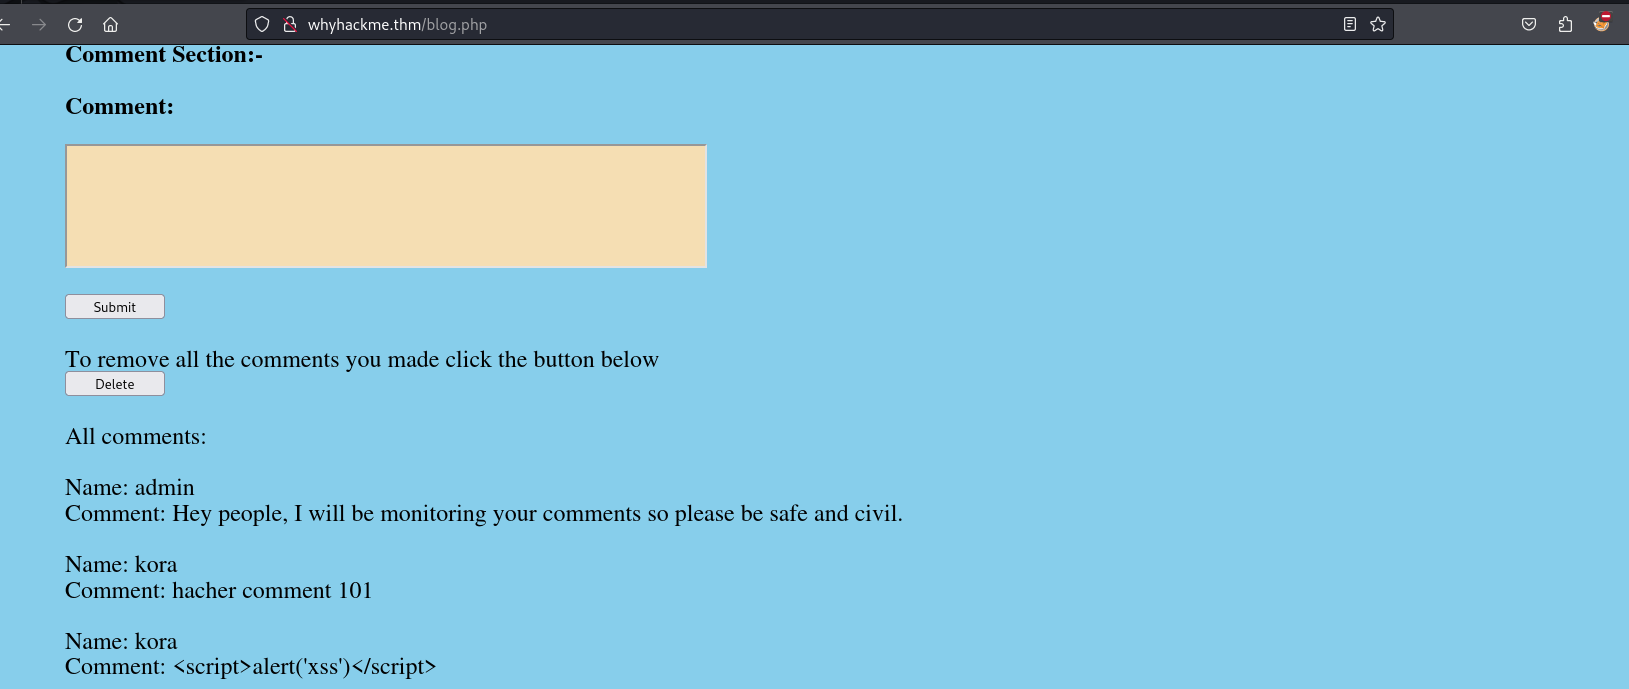 whyhackme.thm/blog.php
Comment Section:-
Comment:
Submit
To remove all the comments you made click the button below
Delete
All comments:
Name: admin
Comment: Hey people, I will be monitoring your comments so please be safe and civil.
Name: kora
Comment: hacher comment 101
Name: kora
Comment: <script>alert('xss')</script>